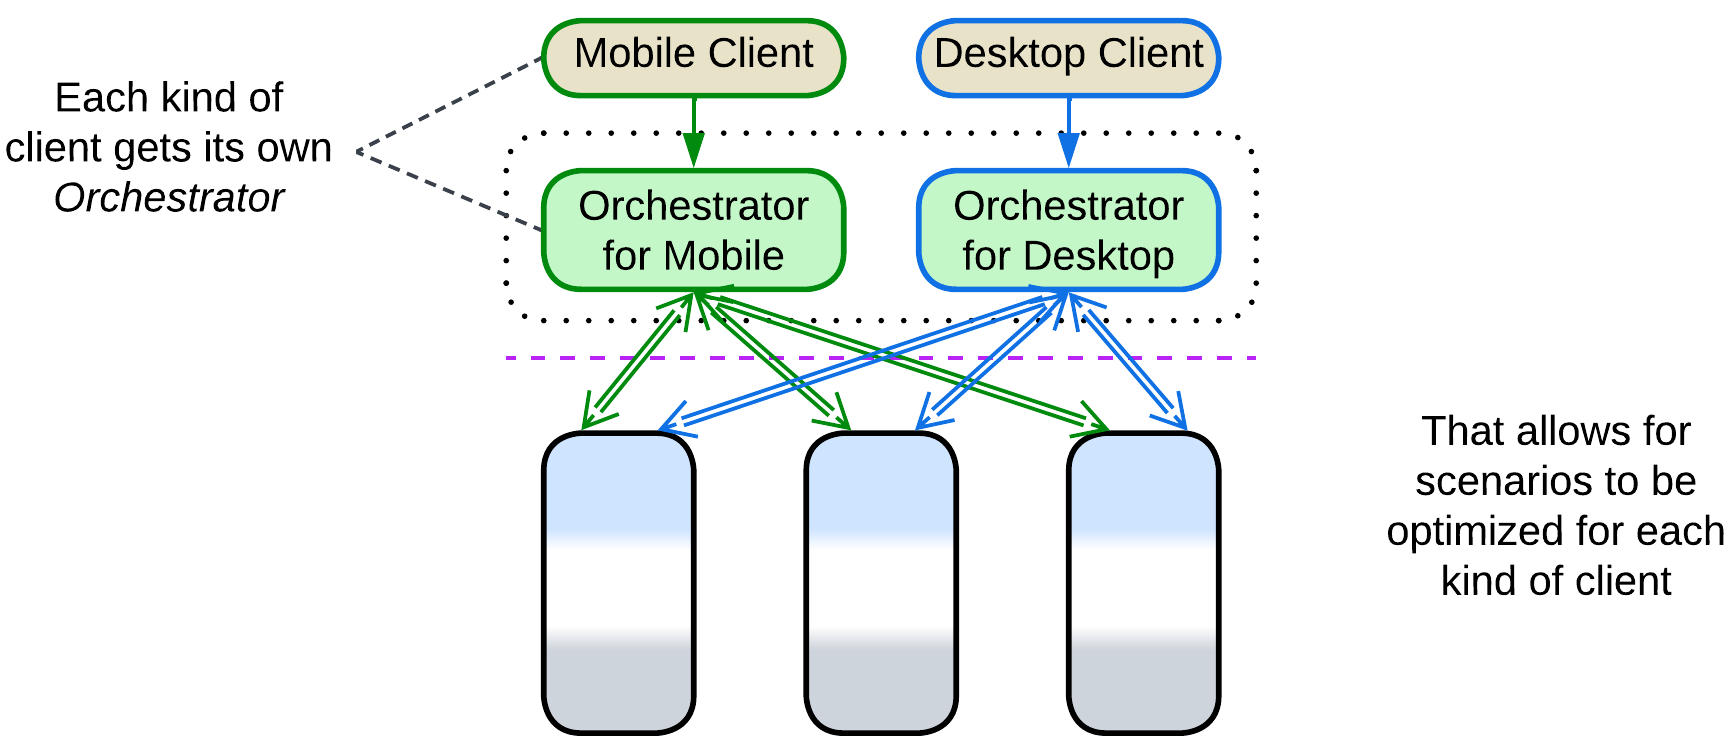 Mobile Client
Desktop Client
Each kind of
client gets its own
Orchestrator
Orchestrator
for Mobile
Orchestrator
for Desktop
That allows for
scenarios to be
optimized for each
kind of client